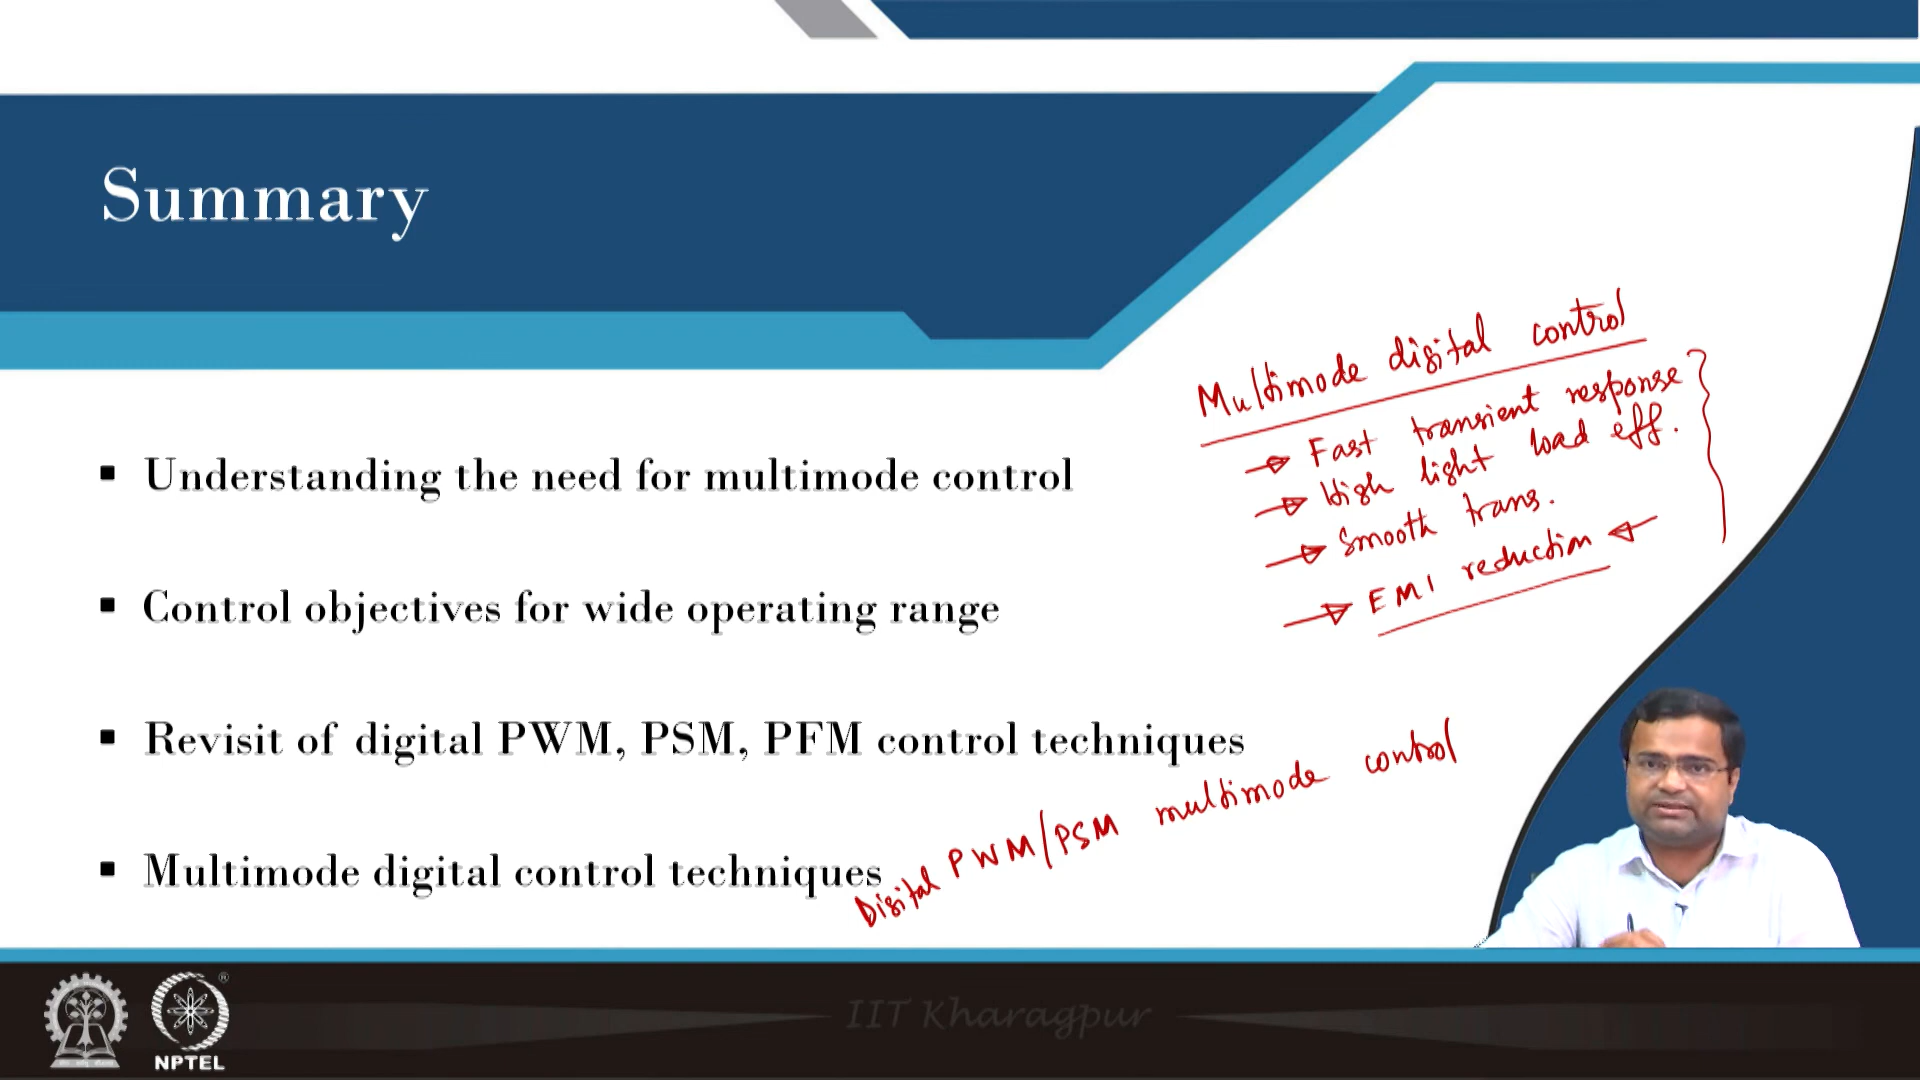 Summary
Multimode digital control
Fast transient response
High light load eff.
Smooth trans.
EMI reduction
▪ Understanding the need for multimode control
▪ Control objectives for wide operating range
▪ Revisit of digital PWM, PSM, PFM control techniques
▪ Multimode digital control techniques
Digital PWM/PSM multimode control
IIT Kharagpur
®
NPTEL